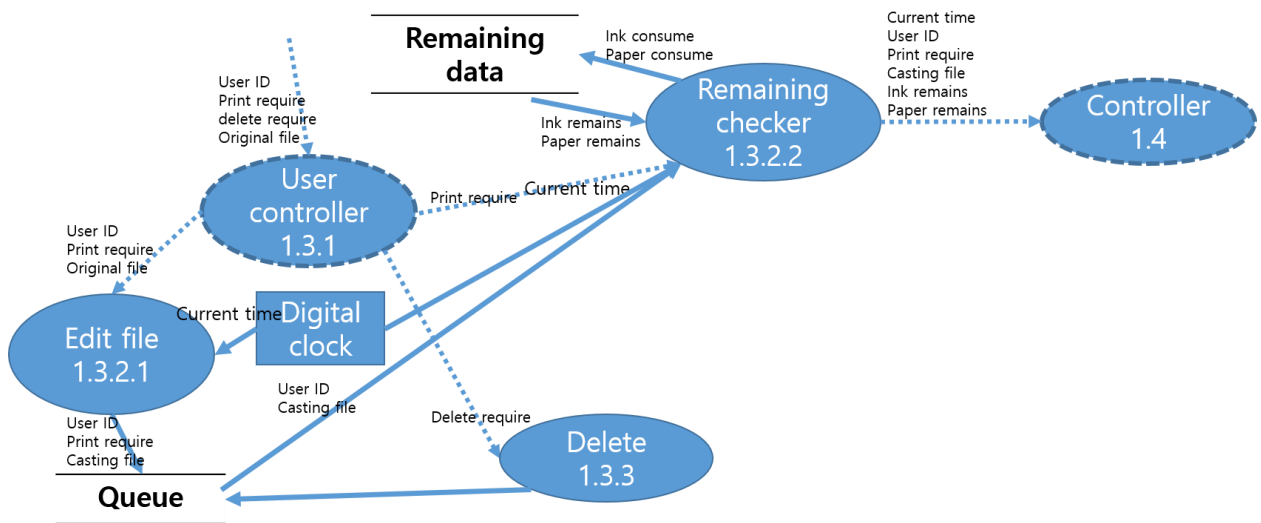 Remaining
data
Ink consume
Paper consume
Current time
User ID
Print require
Casting file
Ink remains
Paper remains
User ID
Print require
delete require
Original file
Remaining
checker
1.3.2.2
Controller
1.4
Ink remains
Paper remains
User
controller
1.3.1
Print require
Current time
User ID
Print require
Original file
Current time
Digital
clock
Edit file
1.3.2.1
User ID
Casting file
Delete require
User ID
Print require
Casting file
Delete
1.3.3
Queue